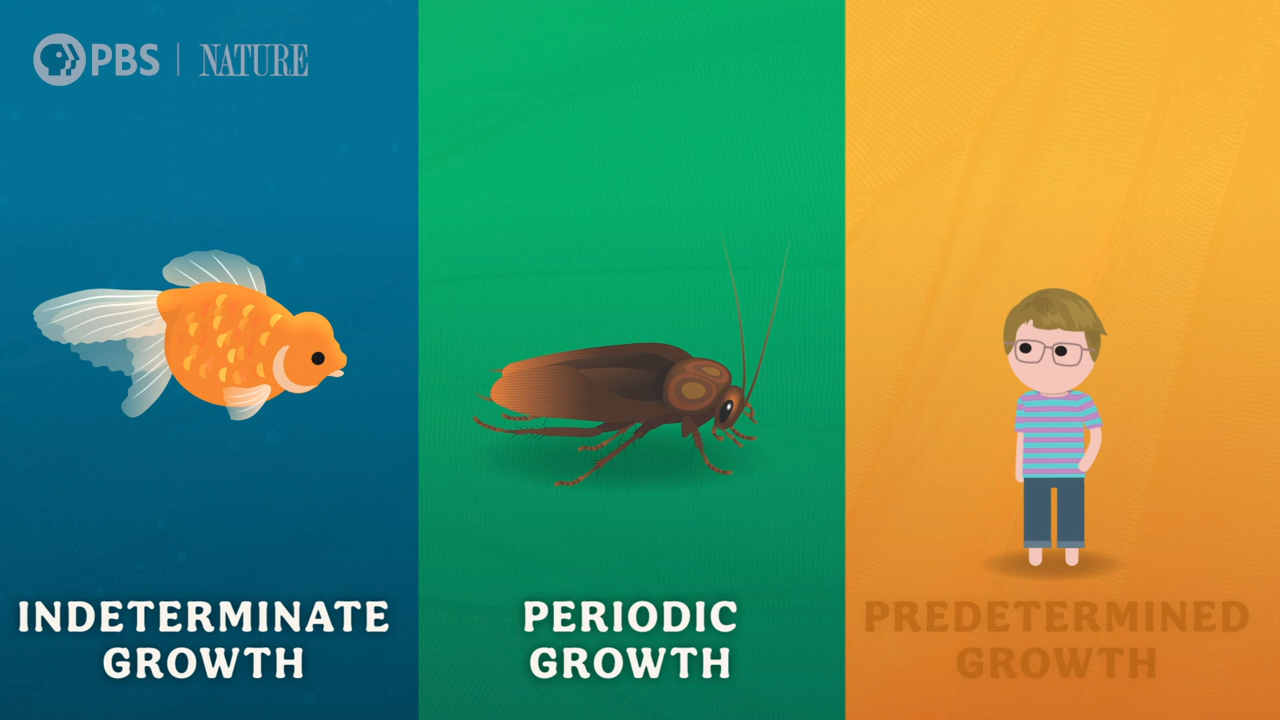 PBS | NATURE
INDETERMINATE
GROWTH
PERIODIC
GROWTH
PREDETERMINED
GROWTH